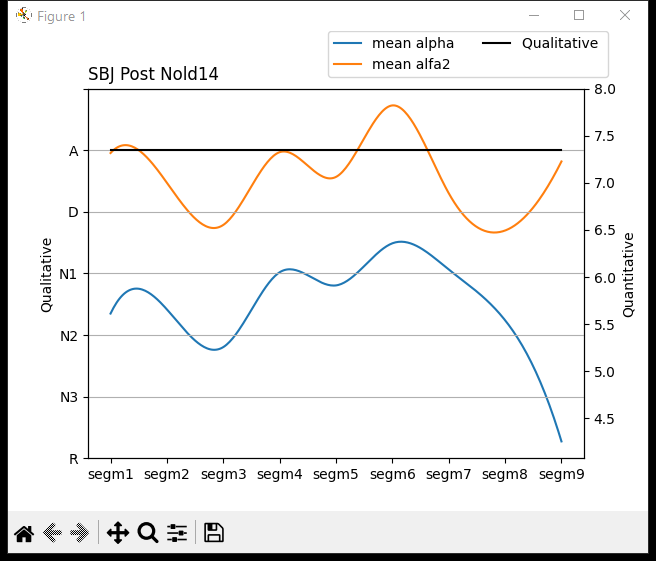 Figure 1
mean alpha
mean alfa2
Qualitative
SBJ Post Nold14
Qualitative
A
D
N1
N2
N3
R
8.0
7.5
7.0
6.5
6.0
5.5
5.0
4.5
Quantitative
segm1 segm2 segm3 segm4 segm5 segm6 segm7 segm8 segm9